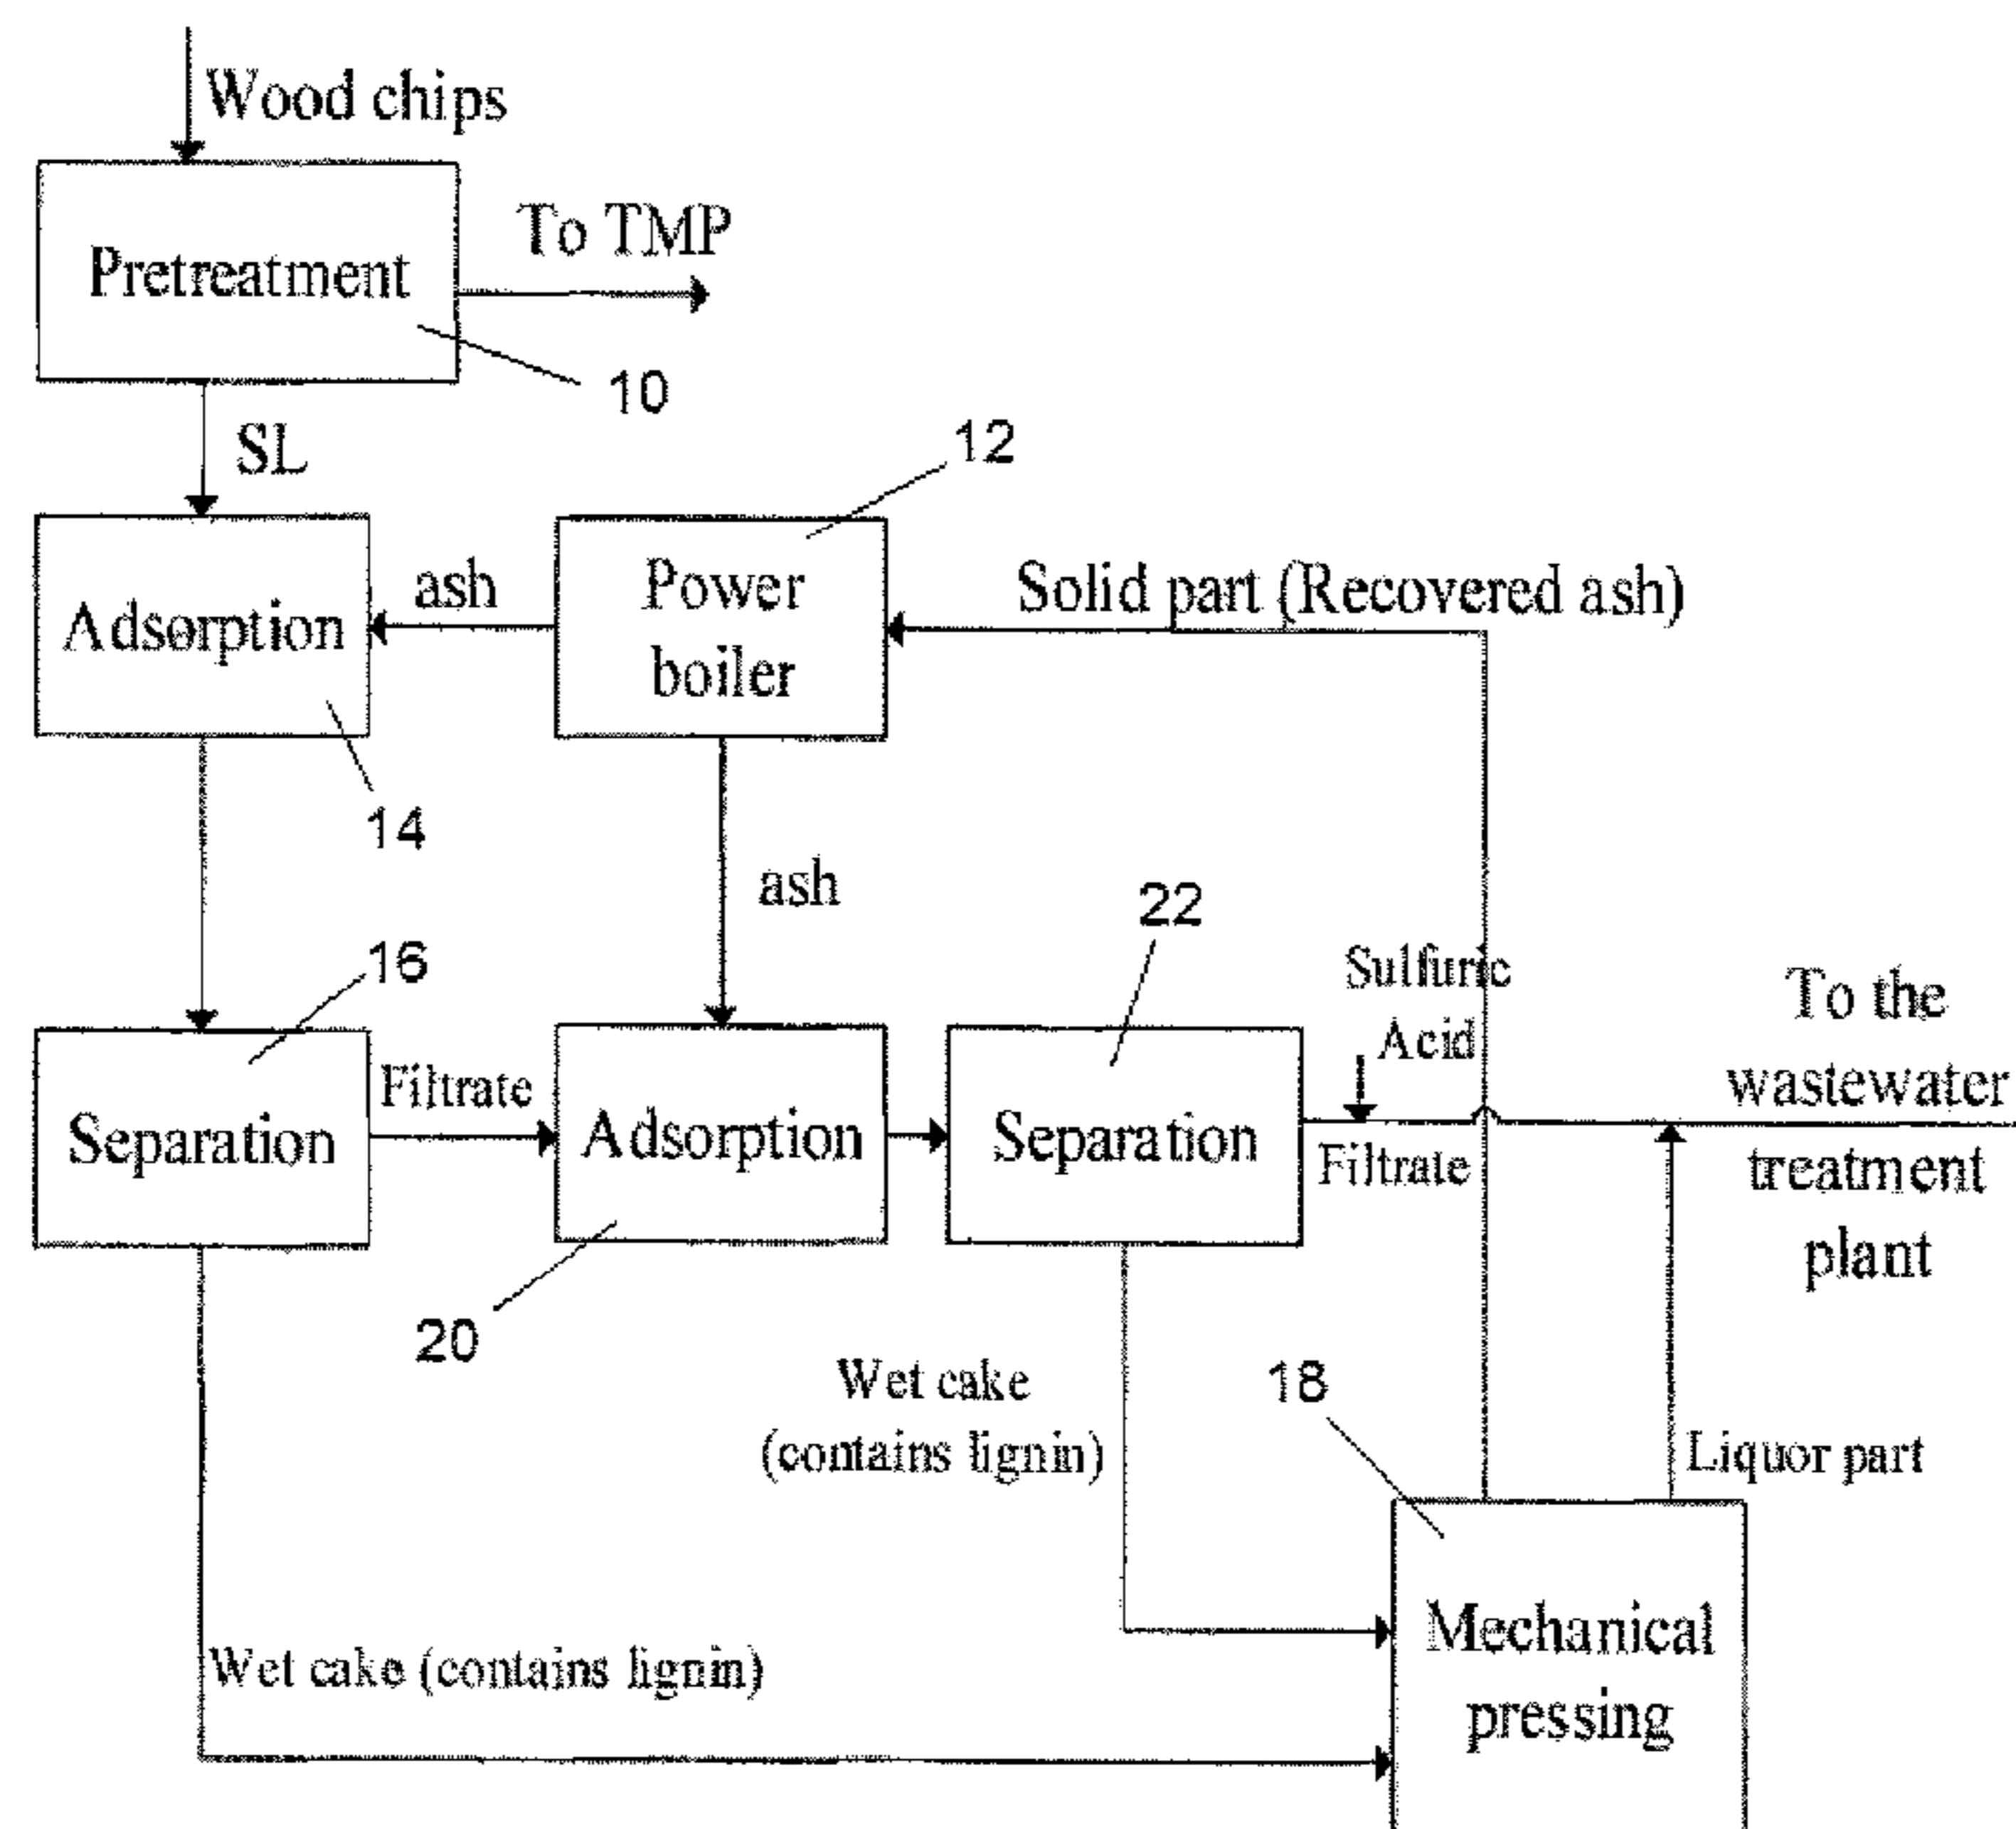 Wood chips
To TMP
Pretreatment
10
SL
12
ash
Power
boiler
Solid part (Recovered ash)
Adsorption
14
ash
22
16
Sulfuric
Acid
To the
wastewater
treatment
plant
Separation
Filtrate
Adsorption
Separation
Filtrate
20
Wet cake
(contains lignin)
18
Liquor part
Wet cake (contains lignin)
Mechanical
pressing